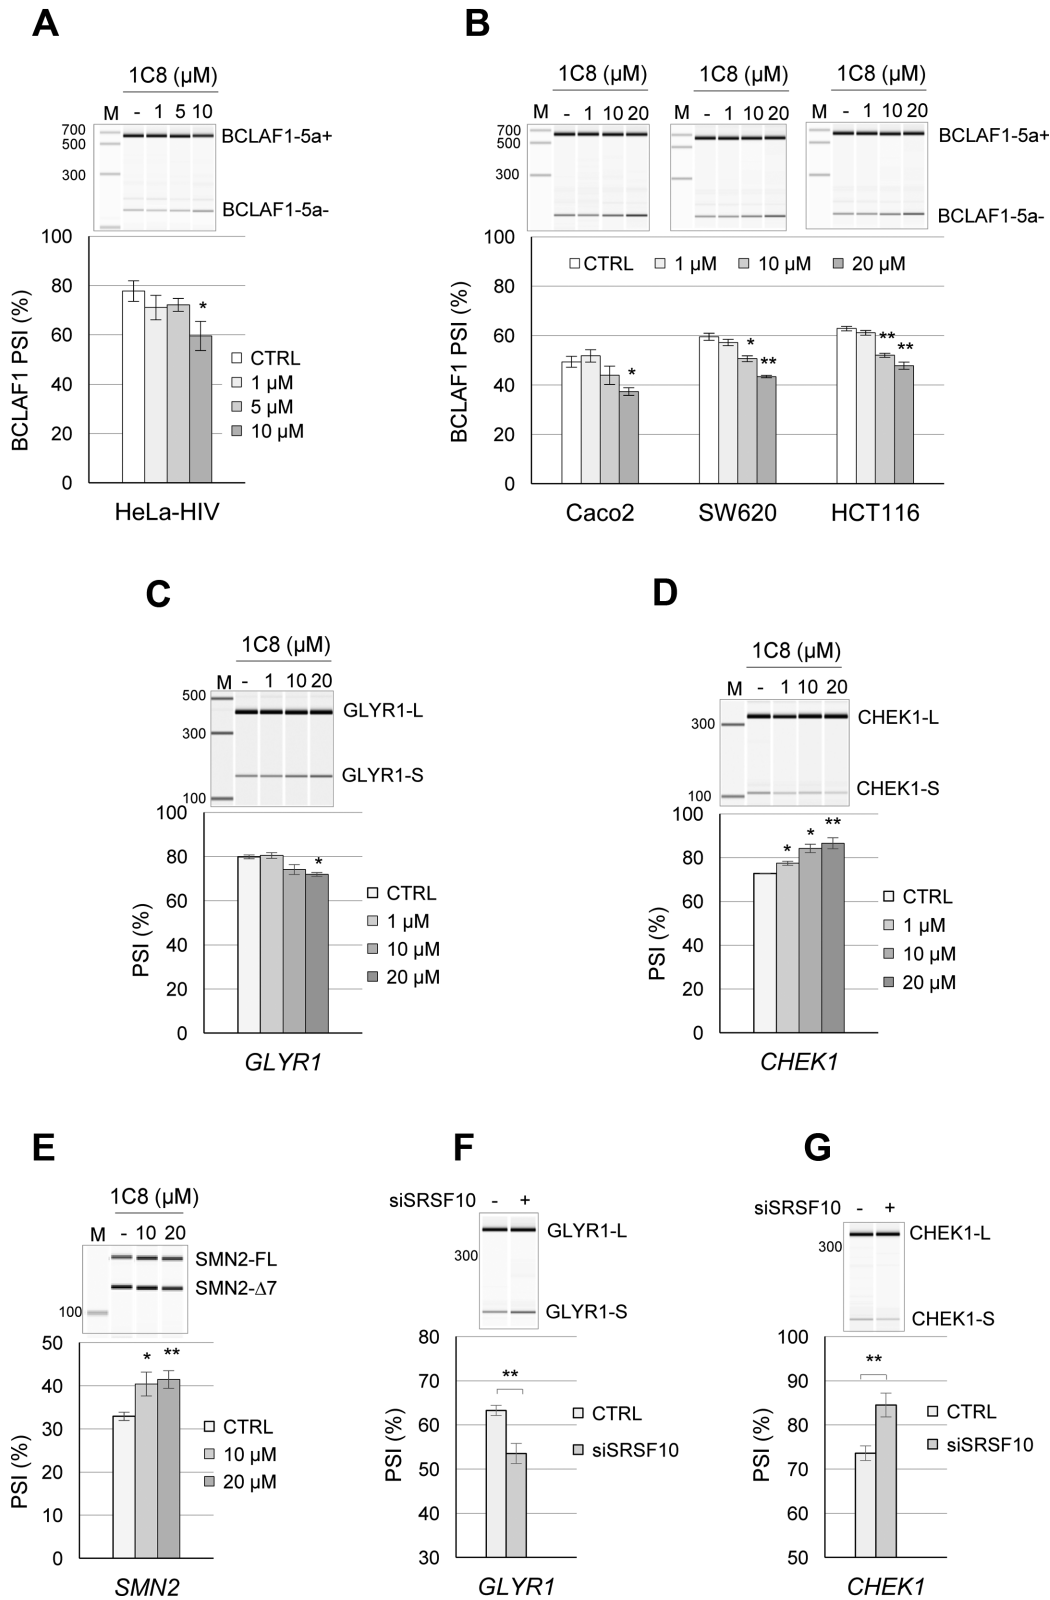 A
1C8 (µM)
M - 1 5 10
700
500
300
BCLAF1-5a+
BCLAF1-5a-
BCLAF1 PSI (%)
100
80
60
40
20
0
*
CTRL
1 µM
5 µM
10 µM
HeLa-HIV
B
1C8 (µM) 1C8 (µM) 1C8 (µM)
M - 1 10 20 M - 1 10 20 M - 1 10 20
700
500
300
BCLAF1-5a+
BCLAF1-5a-
BCLAF1 PSI (%)
100
80
60
40
20
0
CTRL 1 µM 10 µM 20 µM
* * ** ** **
Caco2 SW620 HCT116
C
1C8 (µM)
M - 1 10 20
500
300
100
GLYR1-L
GLYR1-S
PSI (%)
100
80
60
40
20
0
*
CTRL
1 µM
10 µM
20 µM
GLYR1
D
1C8 (µM)
M - 1 10 20
300
100
CHEK1-L
CHEK1-S
PSI (%)
100
80
60
40
20
0
* * **
CTRL
1 µM
10 µM
20 µM
CHEK1
E
1C8 (µM)
M - 10 20
100
SMN2-FL
SMN2-Δ7
PSI (%)
50
40
30
20
10
0
* **
CTRL
10 µM
20 µM
SMN2
F
siSRSF10 - +
300
GLYR1-L
GLYR1-S
PSI (%)
80
70
60
50
40
30
**
CTRL
siSRSF10
GLYR1
G
siSRSF10 - +
300
CHEK1-L
CHEK1-S
PSI (%)
100
90
80
70
60
50
**
CTRL
siSRSF10
CHEK1